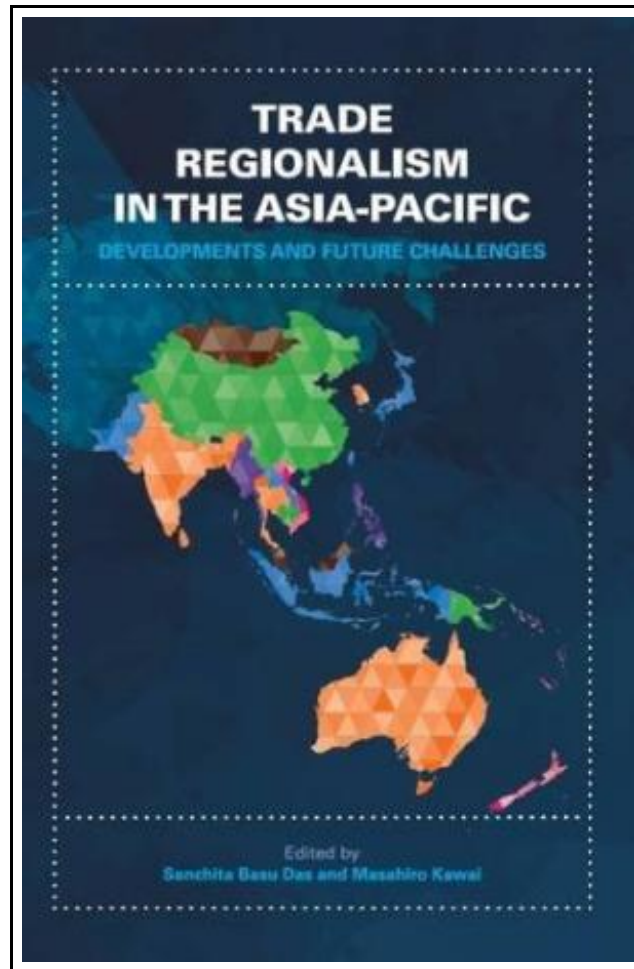 TRADE
REGIONALISM
IN THE ASIA-PACIFIC
DEVELOPMENTS AND FUTURE CHALLENGES
Edited by
Sanchita Basu Das and Masahiro Kawai